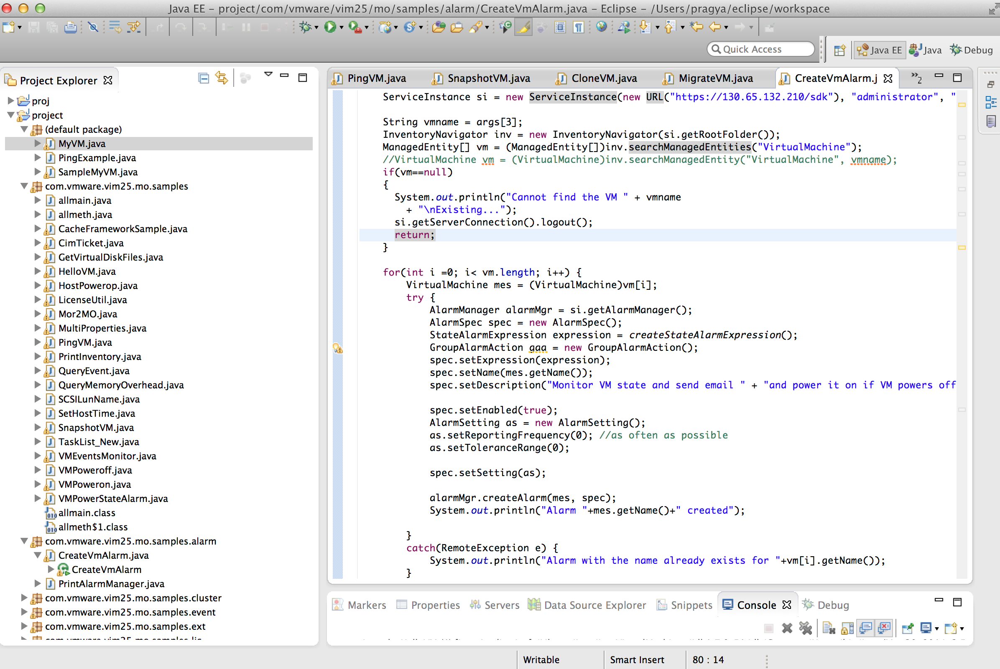 Java EE – project/com/vmware/vim25/mo/samples/alarm/CreateVmAlarm.java – Eclipse – /Users/pragya/eclipse/workspace
Quick Access
Java EE
Java
Debug
Project Explorer
proj
project
(default package)
MyVM.java
PingExample.java
SampleMyVM.java
com.vmware.vim25.mo.samples
allmain.java
allmeth.java
CacheFrameworkSample.java
CimTicket.java
GetVirtualDiskFiles.java
HelloVM.java
HostPowerop.java
LicenseUtil.java
Mor2MO.java
MultiProperties.java
PingVM.java
PrintInventory.java
QueryEvent.java
QueryMemoryOverhead.java
SCSILunName.java
SetHostTime.java
SnapshotVM.java
TaskList_New.java
VMEventsMonitor.java
VMPoweroff.java
VMPoweron.java
VMPowerStateAlarm.java
allmain.class
allmeth$1.class
com.vmware.vim25.mo.samples.alarm
CreateVmAlarm.java
CreateVmAlarm
PrintAlarmManager.java
com.vmware.vim25.mo.samples.cluster
com.vmware.vim25.mo.samples.event
com.vmware.vim25.mo.samples.ext
PingVM.java
SnapshotVM.java
CloneVM.java
MigrateVM.java
CreateVmAlarm.j
»2
ServiceInstance si = new ServiceInstance(new URL("https://130.65.132.210/sdk"), "administrator", "
String vmname = args[3];
InventoryNavigator inv = new InventoryNavigator(si.getRootFolder());
ManagedEntity[] vm = (ManagedEntity[])inv.searchManagedEntities("VirtualMachine");
//VirtualMachine vm = (VirtualMachine)inv.searchManagedEntity("VirtualMachine", vmname);
if(vm==null)
{
System.out.println("Cannot find the VM " + vmname
+ "\nExisting...");
si.getServerConnection().logout();
return;
}
for(int i =0; i< vm.length; i++) {
VirtualMachine mes = (VirtualMachine)vm[i];
try {
AlarmManager alarmMgr = si.getAlarmManager();
AlarmSpec spec = new AlarmSpec();
StateAlarmExpression expression = createStateAlarmExpression();
GroupAlarmAction gaa = new GroupAlarmAction();
spec.setExpression(expression);
spec.setName(mes.getName());
spec.setDescription("Monitor VM state and send email " + "and power it on if VM powers off
spec.setEnabled(true);
AlarmSetting as = new AlarmSetting();
as.setReportingFrequency(0); //as often as possible
as.setToleranceRange(0);
spec.setSetting(as);
alarmMgr.createAlarm(mes, spec);
System.out.println("Alarm "+mes.getName()+" created");
}
catch(RemoteException e) {
System.out.println("Alarm with the name already exists for "+vm[i].getName());
}
Markers
Properties
Servers
Data Source Explorer
Snippets
Console
Debug
Writable
Smart Insert
80 : 14